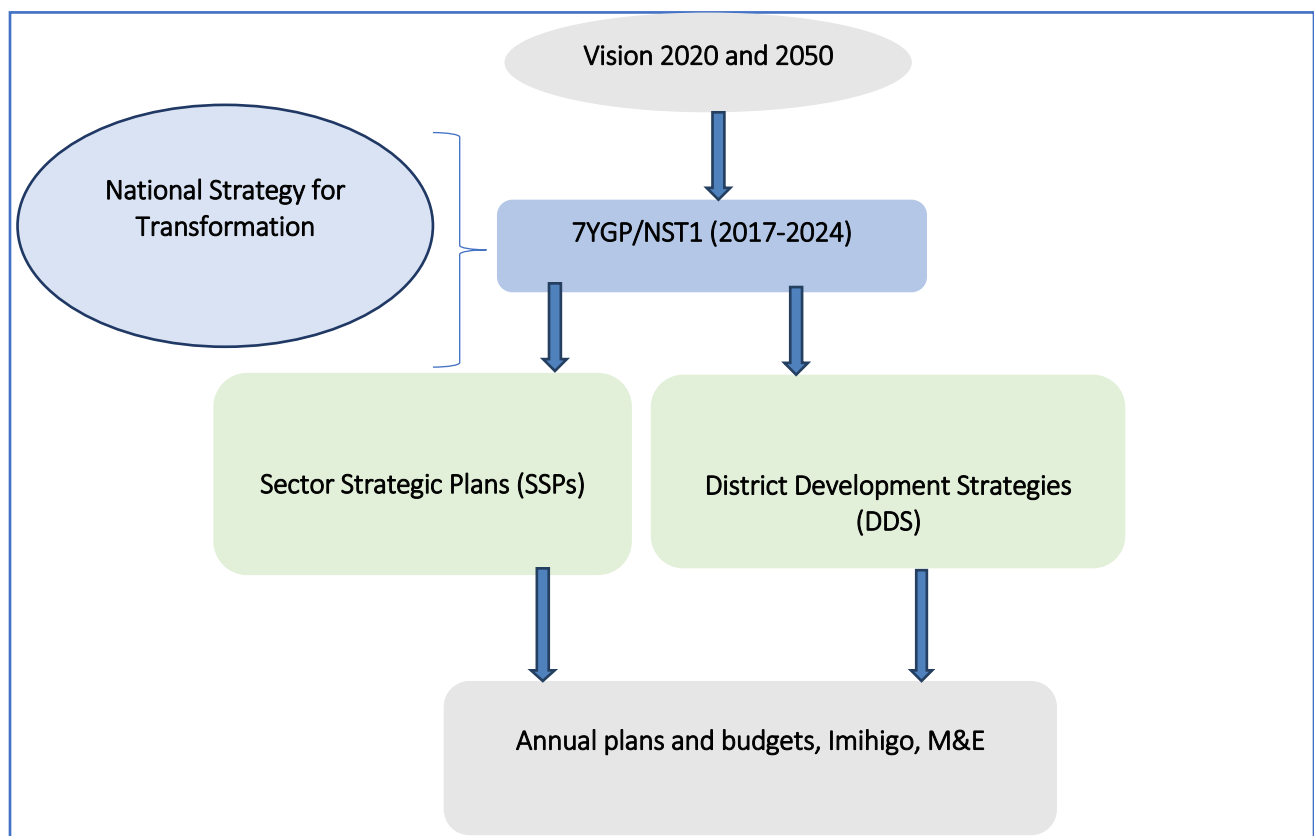 Vision 2020 and 2050
National Strategy for
Transformation
7YGP/NST1 (2017-2024)
Sector Strategic Plans (SSPs)
District Development Strategies
(DDS)
Annual plans and budgets, Imihigo, M&E